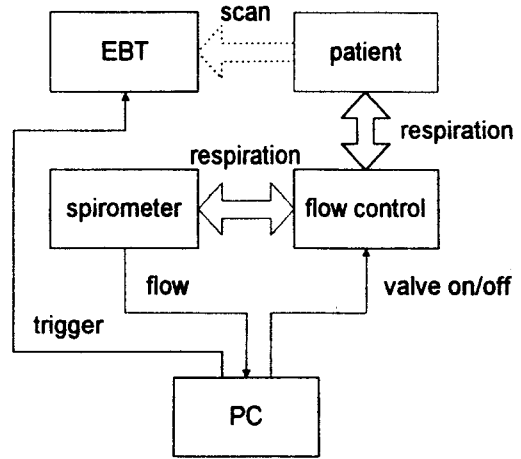 scan
EBT
patient
respiration
respiration
spirometer
flow control
flow
valve on/off
trigger
PC